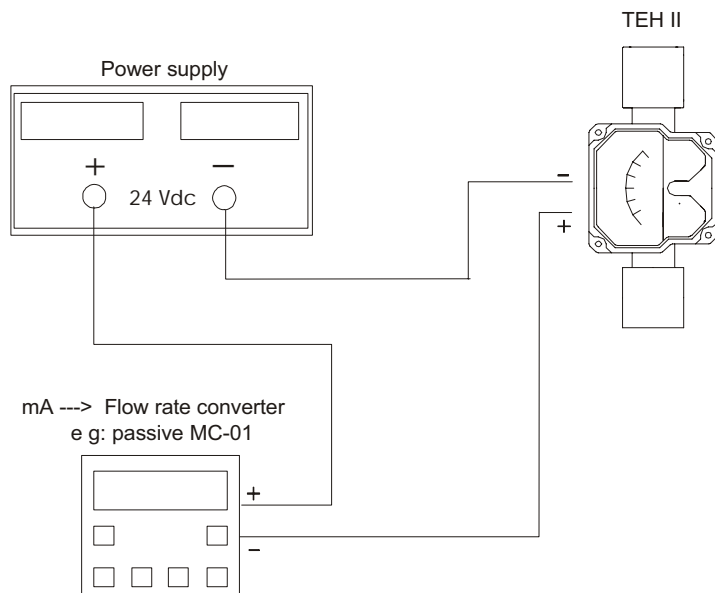 TEH II
Power supply
+ −
24 Vdc
-
+
mA ---> Flow rate converter
e g: passive MC-01
+
−